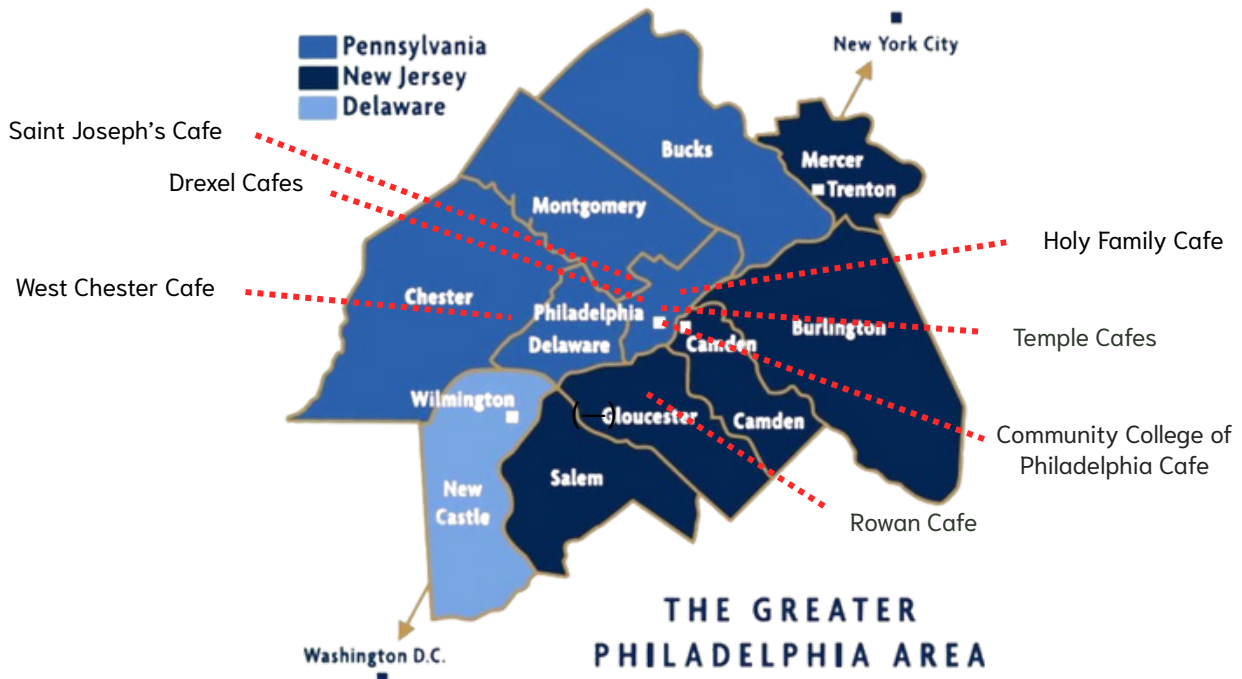 New York City
Pennsylvania
New Jersey
Delaware
Saint Joseph's Cafe
Bucks
Mercer
Trenton
Drexel Cafes
Montgomery
Holy Family Cafe
West Chester Cafe
Chester
Philadelphia
Burlington
Temple Cafes
Delaware
Camden
Wilmington
(—)
Gloucester
Camden
Community College of
Philadelphia Cafe
Salem
New
Castle
Rowan Cafe
THE GREATER
PHILADELPHIA AREA
Washington D.C.